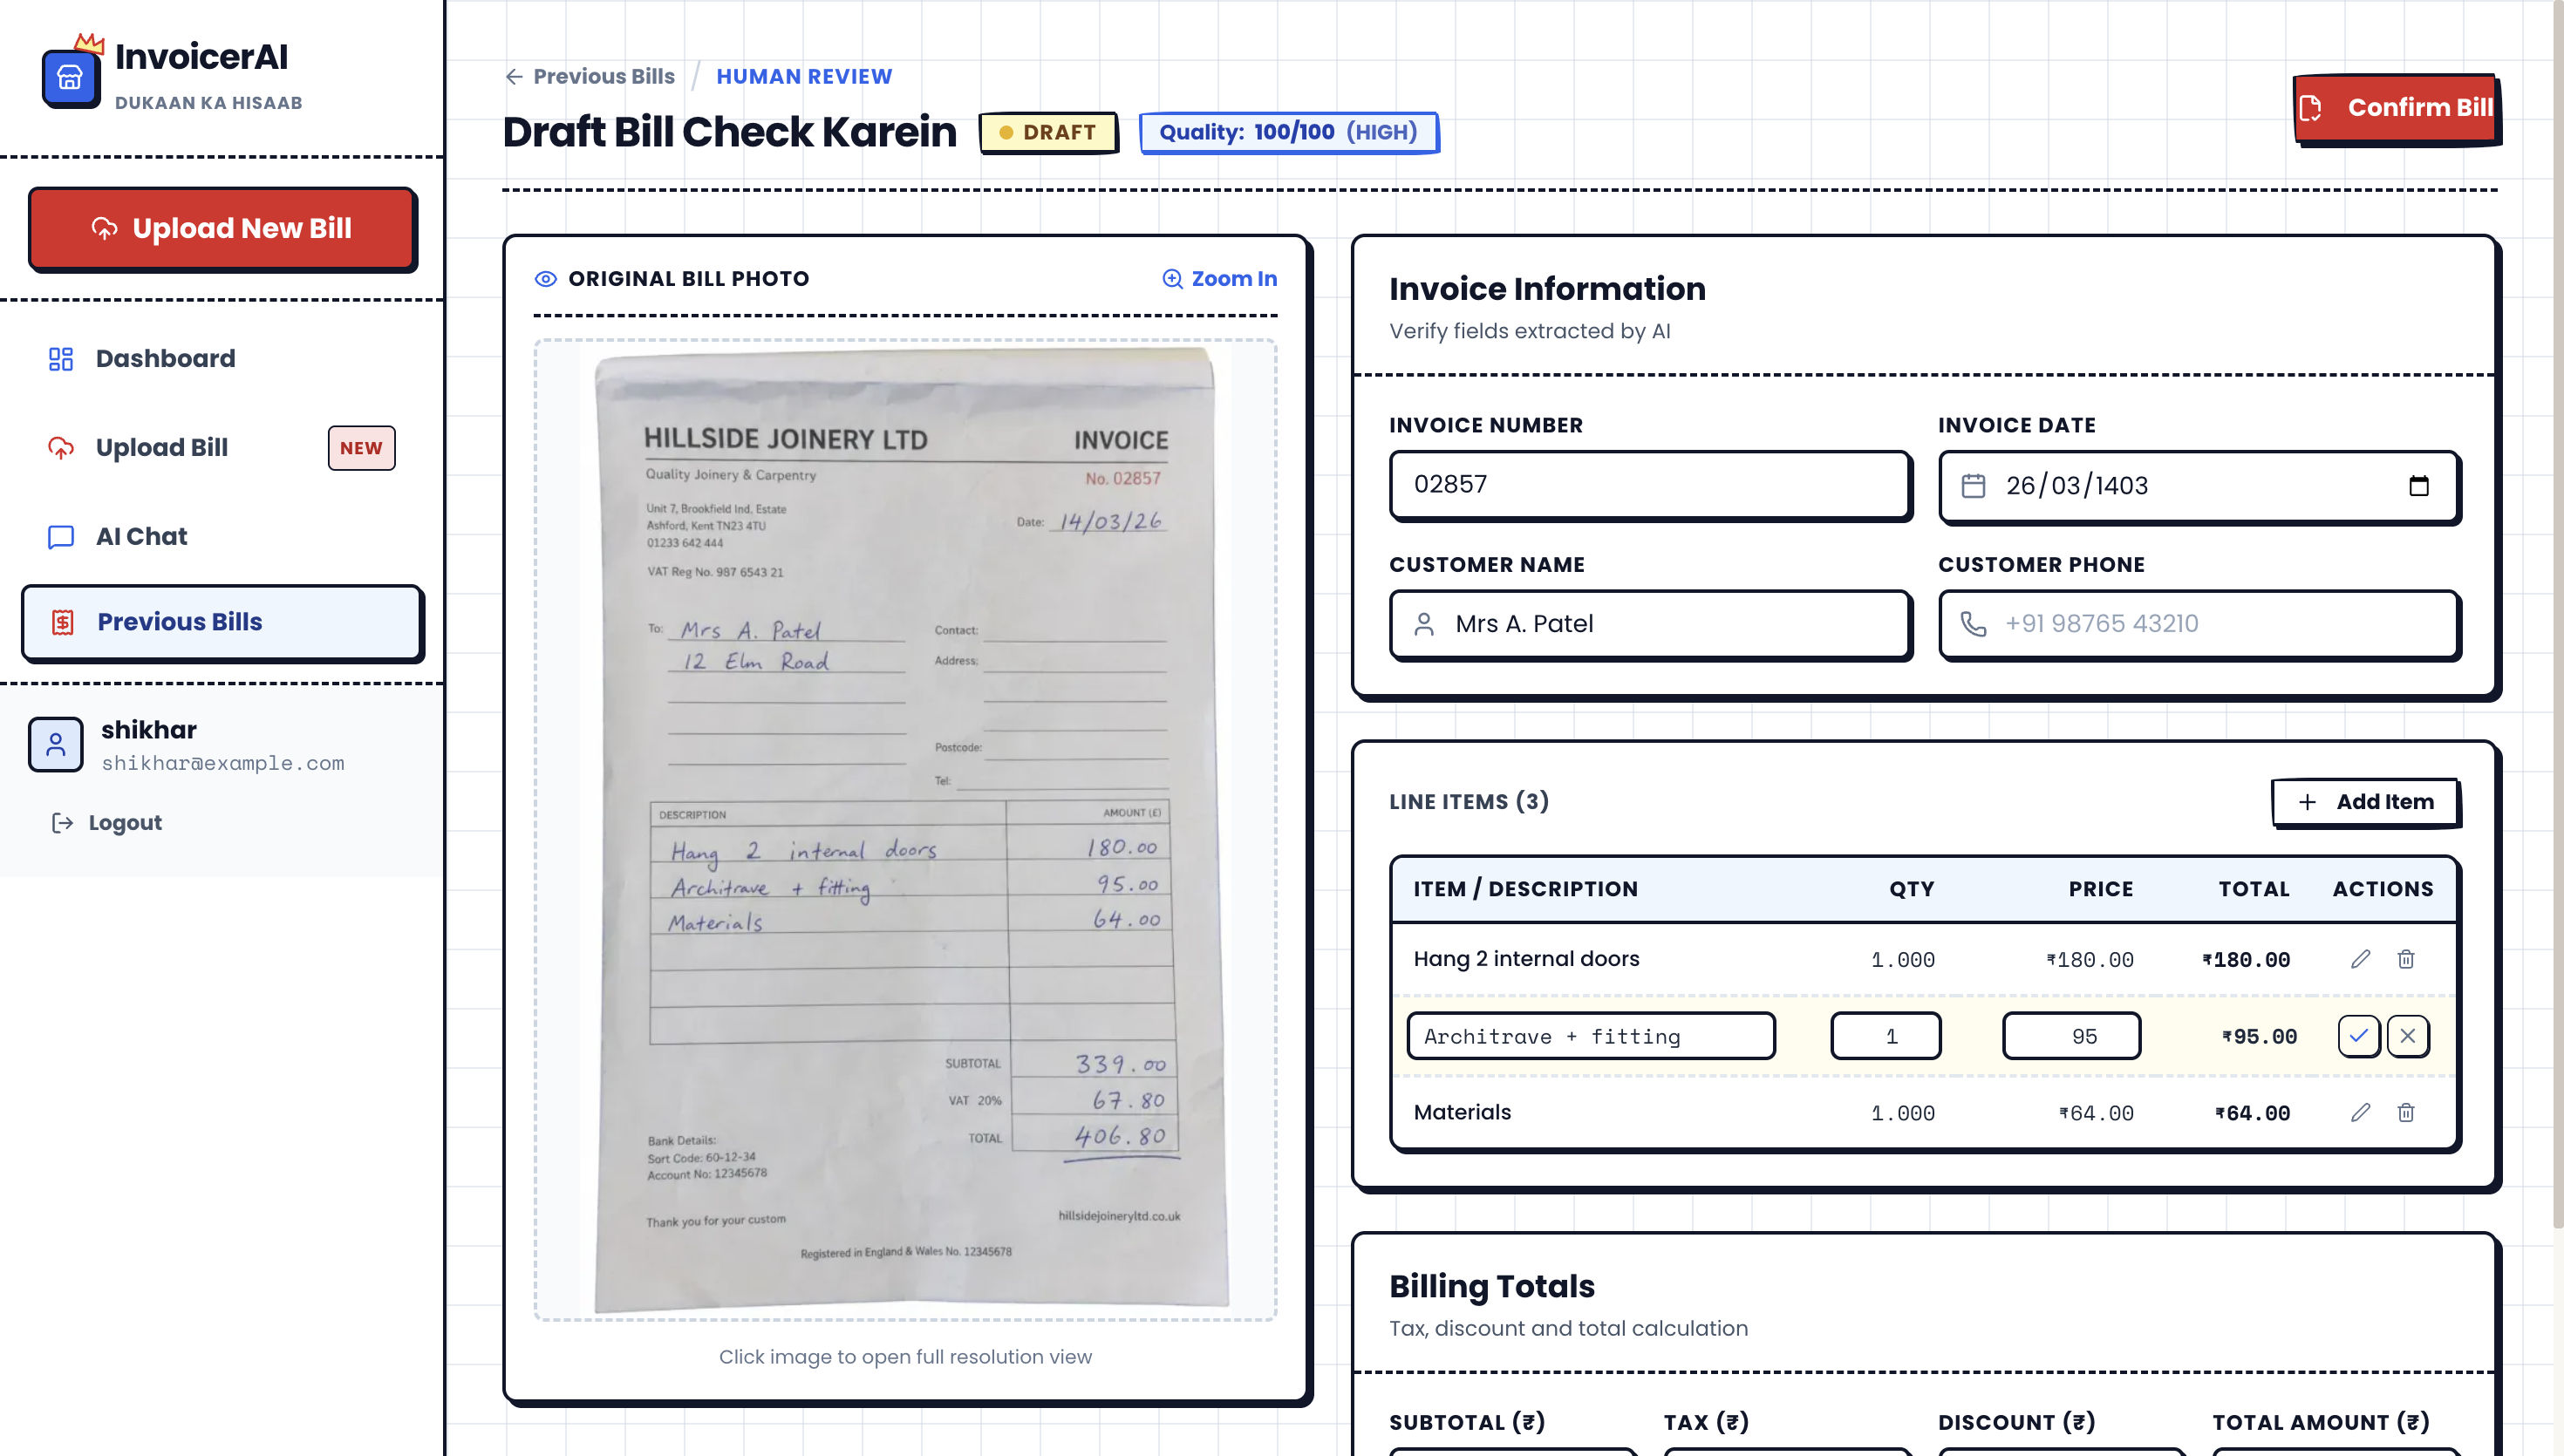 InvoicerAI
DUKAAN KA HISAAB
Upload New Bill
Dashboard
Upload Bill NEW
AI Chat
Previous Bills
shikhar
shikhar@example.com
Logout
Previous Bills / HUMAN REVIEW
Draft Bill Check Karein DRAFT Quality: 100/100 (HIGH)
Confirm Bill
ORIGINAL BILL PHOTO Zoom In
HILLSIDE JOINERY LTD INVOICE
Quality Joinery & Carpentry No. 02857
Unit 7, Brookfield Ind. Estate
Ashford, Kent TN23 4TU
01233 642 444
Date: 14/03/26
VAT Reg No. 987 6543 21
To: Mrs A. Patel
12 Elm Road
Contact:
Address:
Postcode:
Tel:
DESCRIPTION AMOUNT (£)
Hang 2 internal doors 180.00
Architrave + fitting 95.00
Materials 64.00
SUBTOTAL 339.00
VAT 20% 67.80
TOTAL 406.80
Bank Details:
Sort Code: 60-12-34
Account No: 12345678
Thank you for your custom hillsidejoineryltd.co.uk
Registered in England & Wales No. 12345678
Click image to open full resolution view
Invoice Information
Verify fields extracted by AI
INVOICE NUMBER INVOICE DATE
02857 26/03/1403
CUSTOMER NAME CUSTOMER PHONE
Mrs A. Patel +91 98765 43210
LINE ITEMS (3) + Add Item
ITEM / DESCRIPTION QTY PRICE TOTAL ACTIONS
Hang 2 internal doors 1.000 ₹180.00 ₹180.00
Architrave + fitting 1 95 ₹95.00
Materials 1.000 ₹64.00 ₹64.00
Billing Totals
Tax, discount and total calculation
SUBTOTAL (₹) TAX (₹) DISCOUNT (₹) TOTAL AMOUNT (₹)